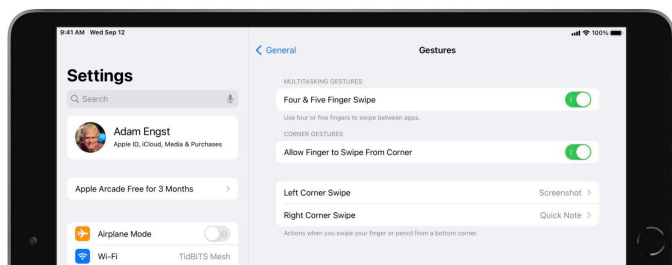 9:41 AM Wed Sep 12
100%
Settings
Search
Adam Engst
Apple ID, iCloud, Media & Purchases
Apple Arcade Free for 3 Months
Airplane Mode
Wi-Fi
TidBITS Mesh
General
Gestures
MULTITASKING GESTURES
Four & Five Finger Swipe
Use four or five fingers to swipe between apps.
CORNER GESTURES
Allow Finger to Swipe From Corner
Left Corner Swipe
Screenshot
Right Corner Swipe
Quick Note
Actions when you swipe your finger or pencil from a bottom corner.